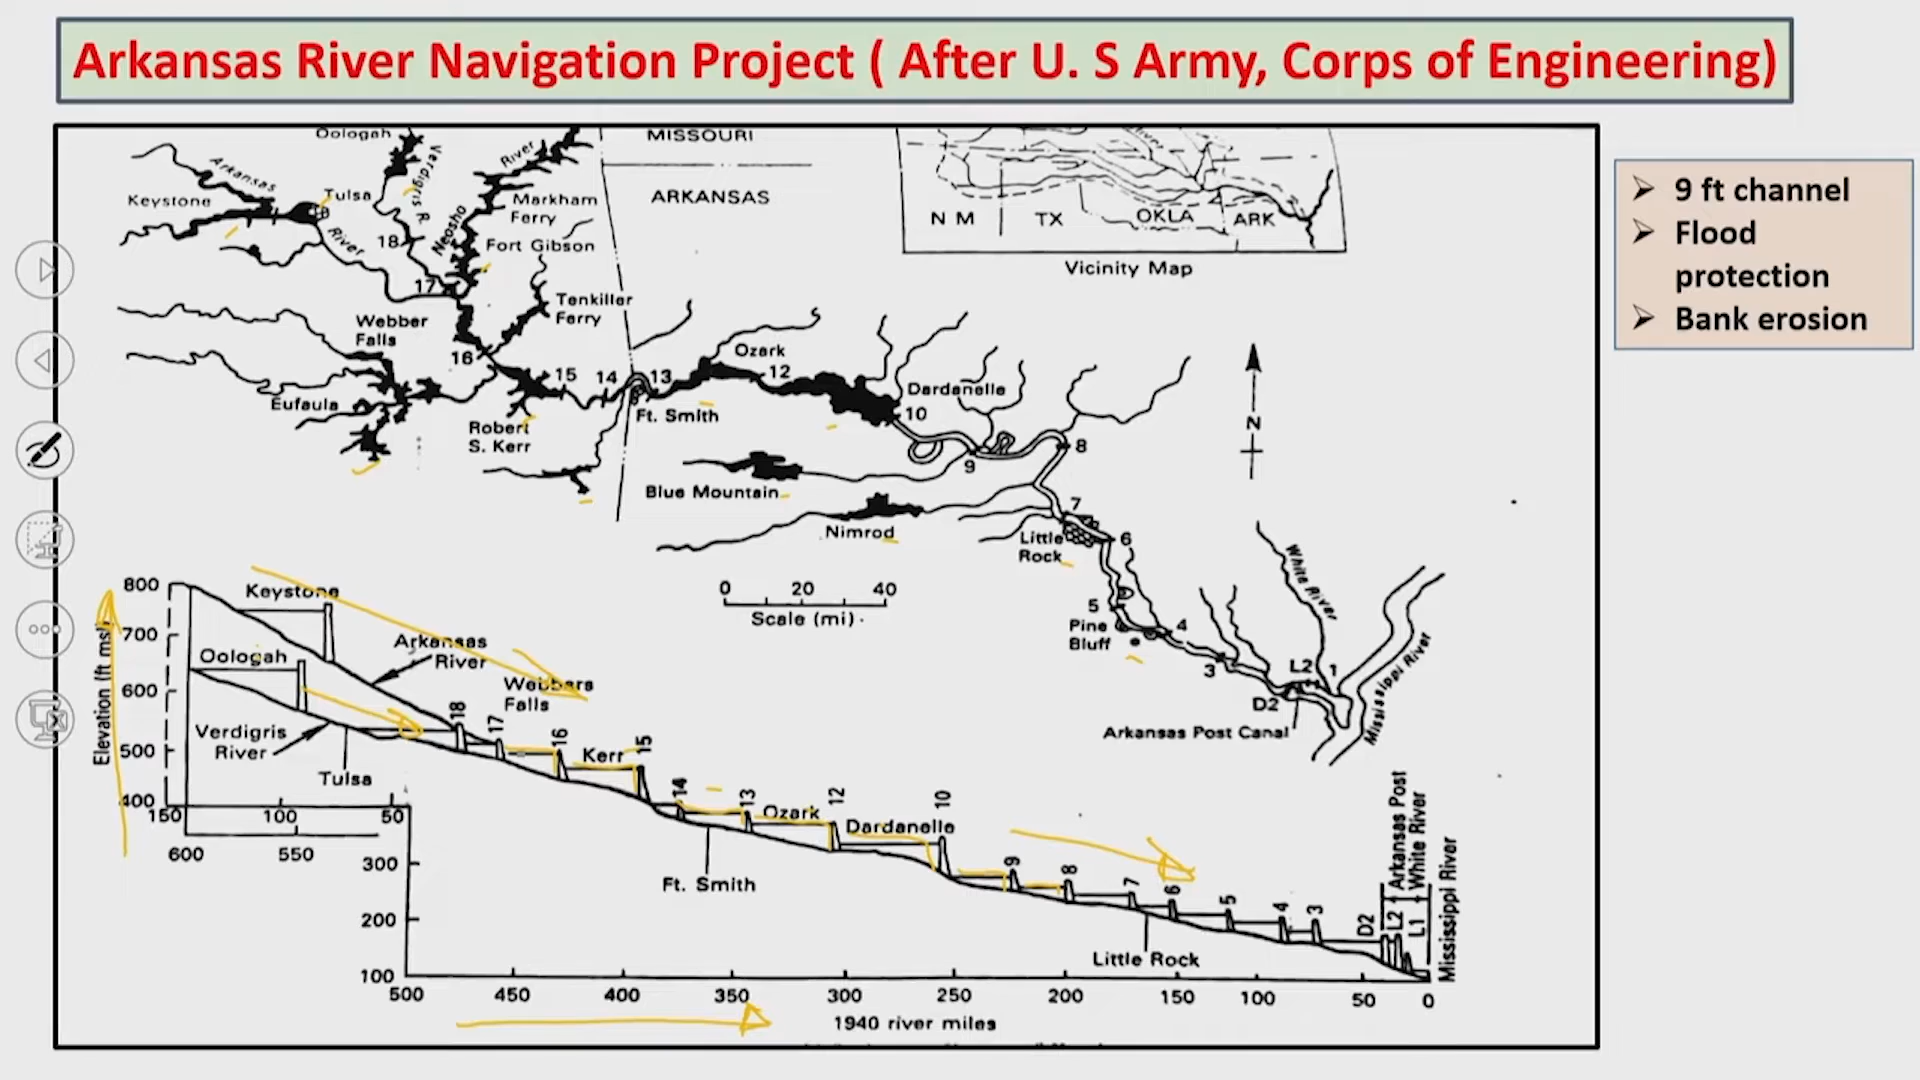 Arkansas River Navigation Project ( After U. S Army, Corps of Engineering)
9 ft channel
Flood
protection
Bank erosion
Oologah
MISSOURI
ARKANSAS
Arkansas
Keystone
Tulsa
River
Verdigris R.
Neosho
River
Markham
Ferry
Fort Gibson
18
17
Tenkiller
Ferry
Webber
Falls
16
15
14
13
Ozark
12
Dardanelle
10
Eufaula
Robert
S. Kerr
Ft. Smith
9
8
Blue Mountain
Nimrod
7
Little
Rock
6
5
Pine
Bluff
4
3
L2
1
D2
Arkansas Post Canal
White River
Mississippi River
N M
TX
OKLA
ARK
Vicinity Map
N
0 20 40
Scale (mi)
Elevation (ft msl)
800
700
600
500
400
300
200
100
Keystone
Oologah
Arkansas
River
Verdigris
River
Tulsa
Webbers
Falls
18
17
16
Kerr
15
14
13
Ozark
12
Dardanelle
10
9
8
7
6
5
4
3
D2
L2
L1
Arkansas Post
White River
Mississippi River
Ft. Smith
Little Rock
150 100 50
600 550
500 450 400 350 300 250 200 150 100 50 0
1940 river miles